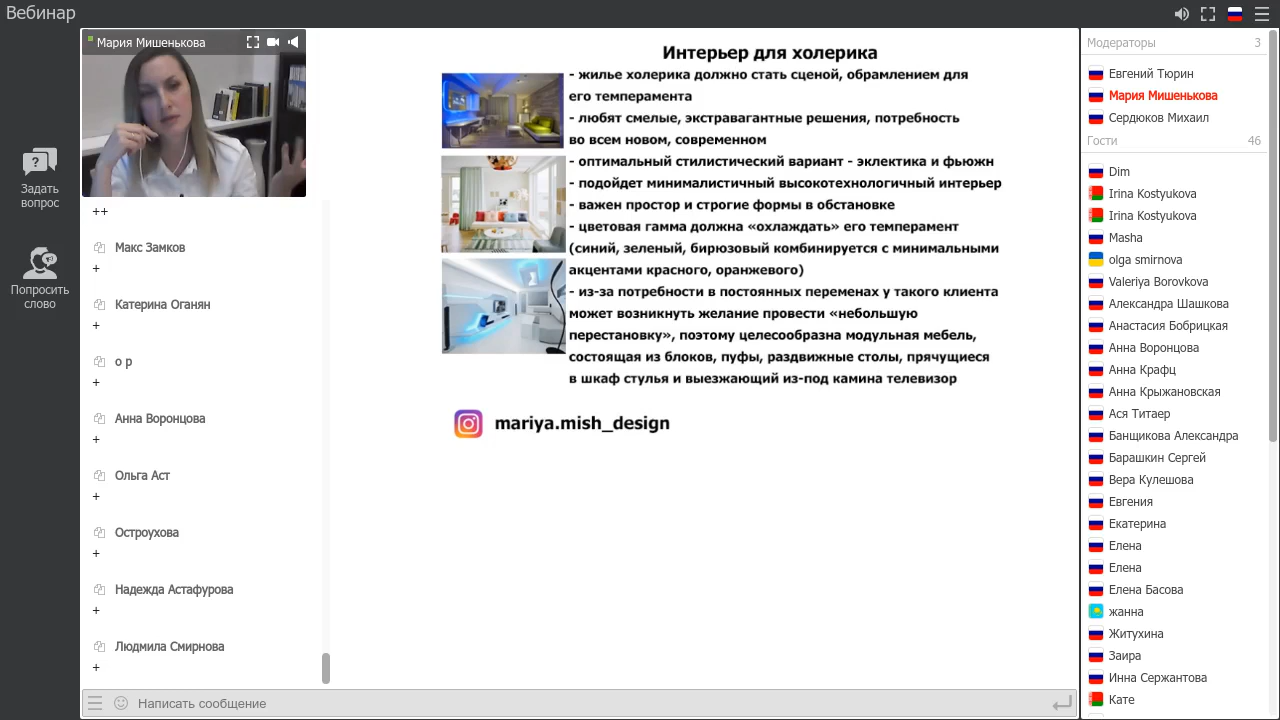 Вебинар
Задать
вопрос
Попросить
слово
Мария Мишенькова
++
Макс Замков
+
Катерина Оганян
+
о р
+
Анна Воронцова
+
Ольга Аст
+
Остроухова
+
Надежда Астафурова
+
Людмила Смирнова
+
Написать сообщение
Интерьер для холерика
- жилье холерика должно стать сценой, обрамлением для
его темперамента
- любят смелые, экстравагантные решения, потребность
во всем новом, современном
- оптимальный стилистический вариант - эклектика и фьюжн
- подойдет минималистичный высокотехнологичный интерьер
- важен простор и строгие формы в обстановке
- цветовая гамма должна «охлаждать» его темперамент
(синий, зеленый, бирюзовый комбинируется с минимальными
акцентами красного, оранжевого)
- из-за потребности в постоянных переменах у такого клиента
может возникнуть желание провести «небольшую
перестановку», поэтому целесообразна модульная мебель,
состоящая из блоков, пуфы, раздвижные столы, прячущиеся
в шкаф стулья и выезжающий из-под камина телевизор
mariya.mish_design
Модераторы 3
Евгений Тюрин
Мария Мишенькова
Сердюков Михаил
Гости 46
Dim
Irina Kostyukova
Irina Kostyukova
Masha
olga smirnova
Valeriya Borovkova
Александра Шашкова
Анастасия Бобрицкая
Анна Воронцова
Анна Крафц
Анна Крыжановская
Ася Титаер
Банщикова Александра
Барашкин Сергей
Вера Кулешова
Евгения
Екатерина
Елена
Елена
Елена Басова
жанна
Житухина
Заира
Инна Сержантова
Кате